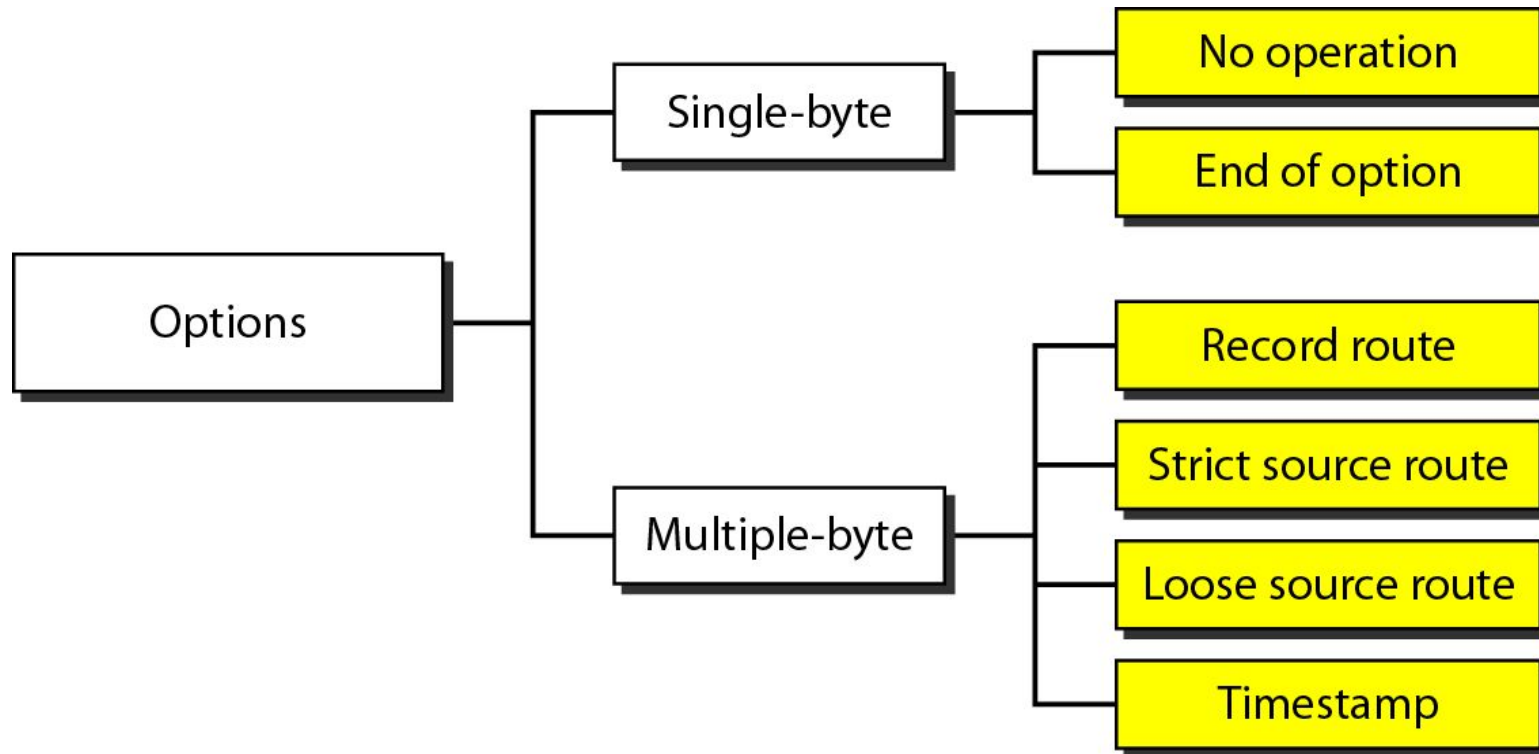 Options
Single-byte
No operation
End of option
Multiple-byte
Record route
Strict source route
Loose source route
Timestamp